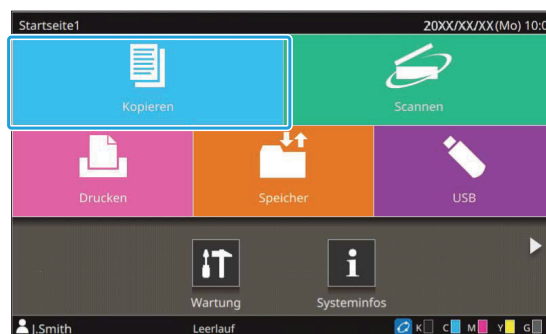 Startseite1 20XX/XX/XX (Mo) 10:0
Kopieren Scannen
Drucken Speicher USB
Wartung Systeminfos
J.Smith Leerlauf K C M Y G